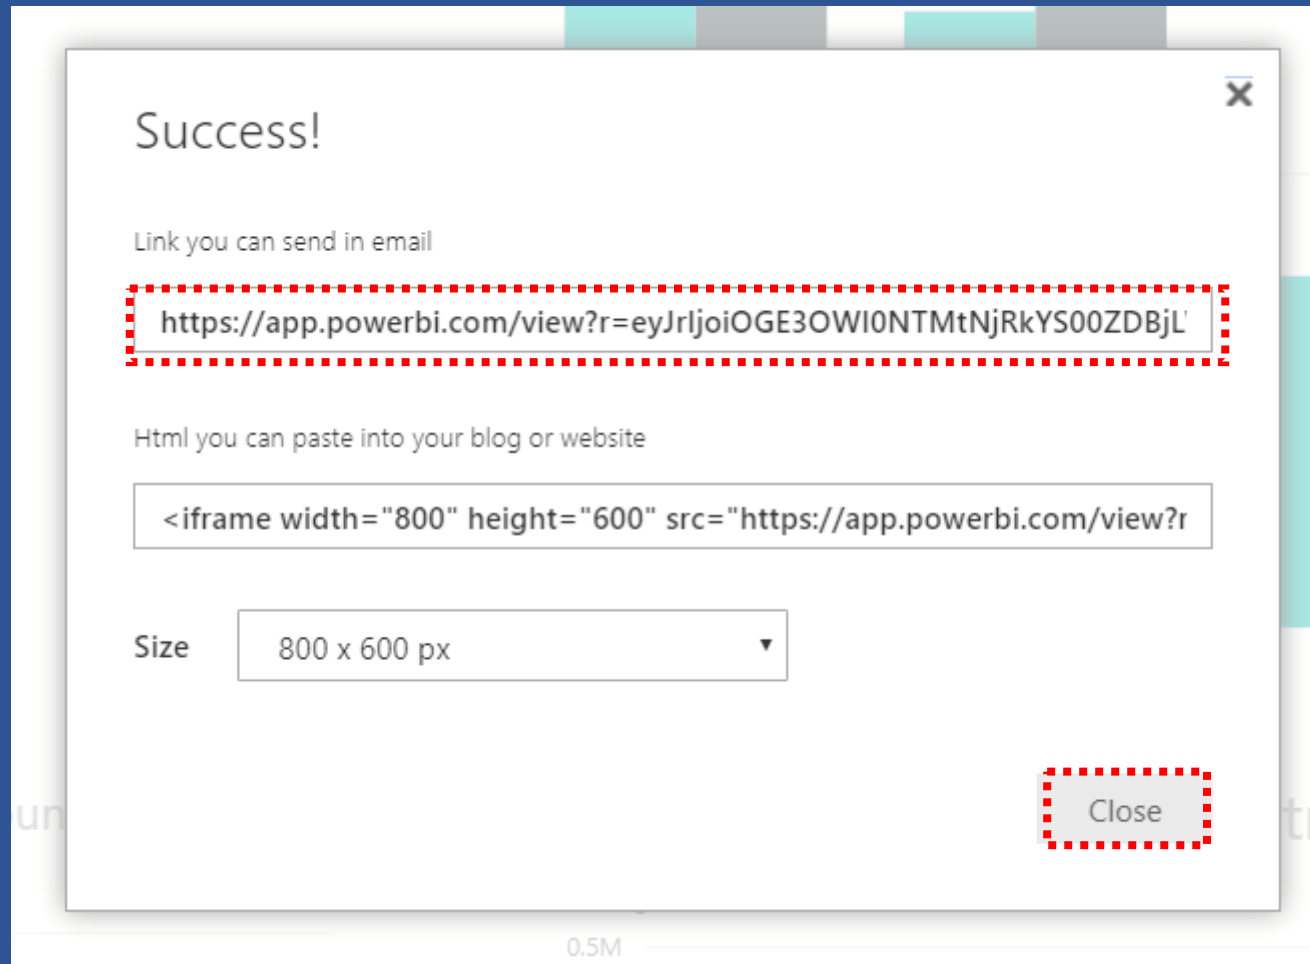 Success!
Link you can send in email
https://app.powerbi.com/view?r=eyJrIjoiOGE3OWI0NTMtNjRkYS00ZDBjL
Html you can paste into your blog or website
<iframe width="800" height="600" src="https://app.powerbi.com/view?r
Size
800 x 600 px
Close
0.5M